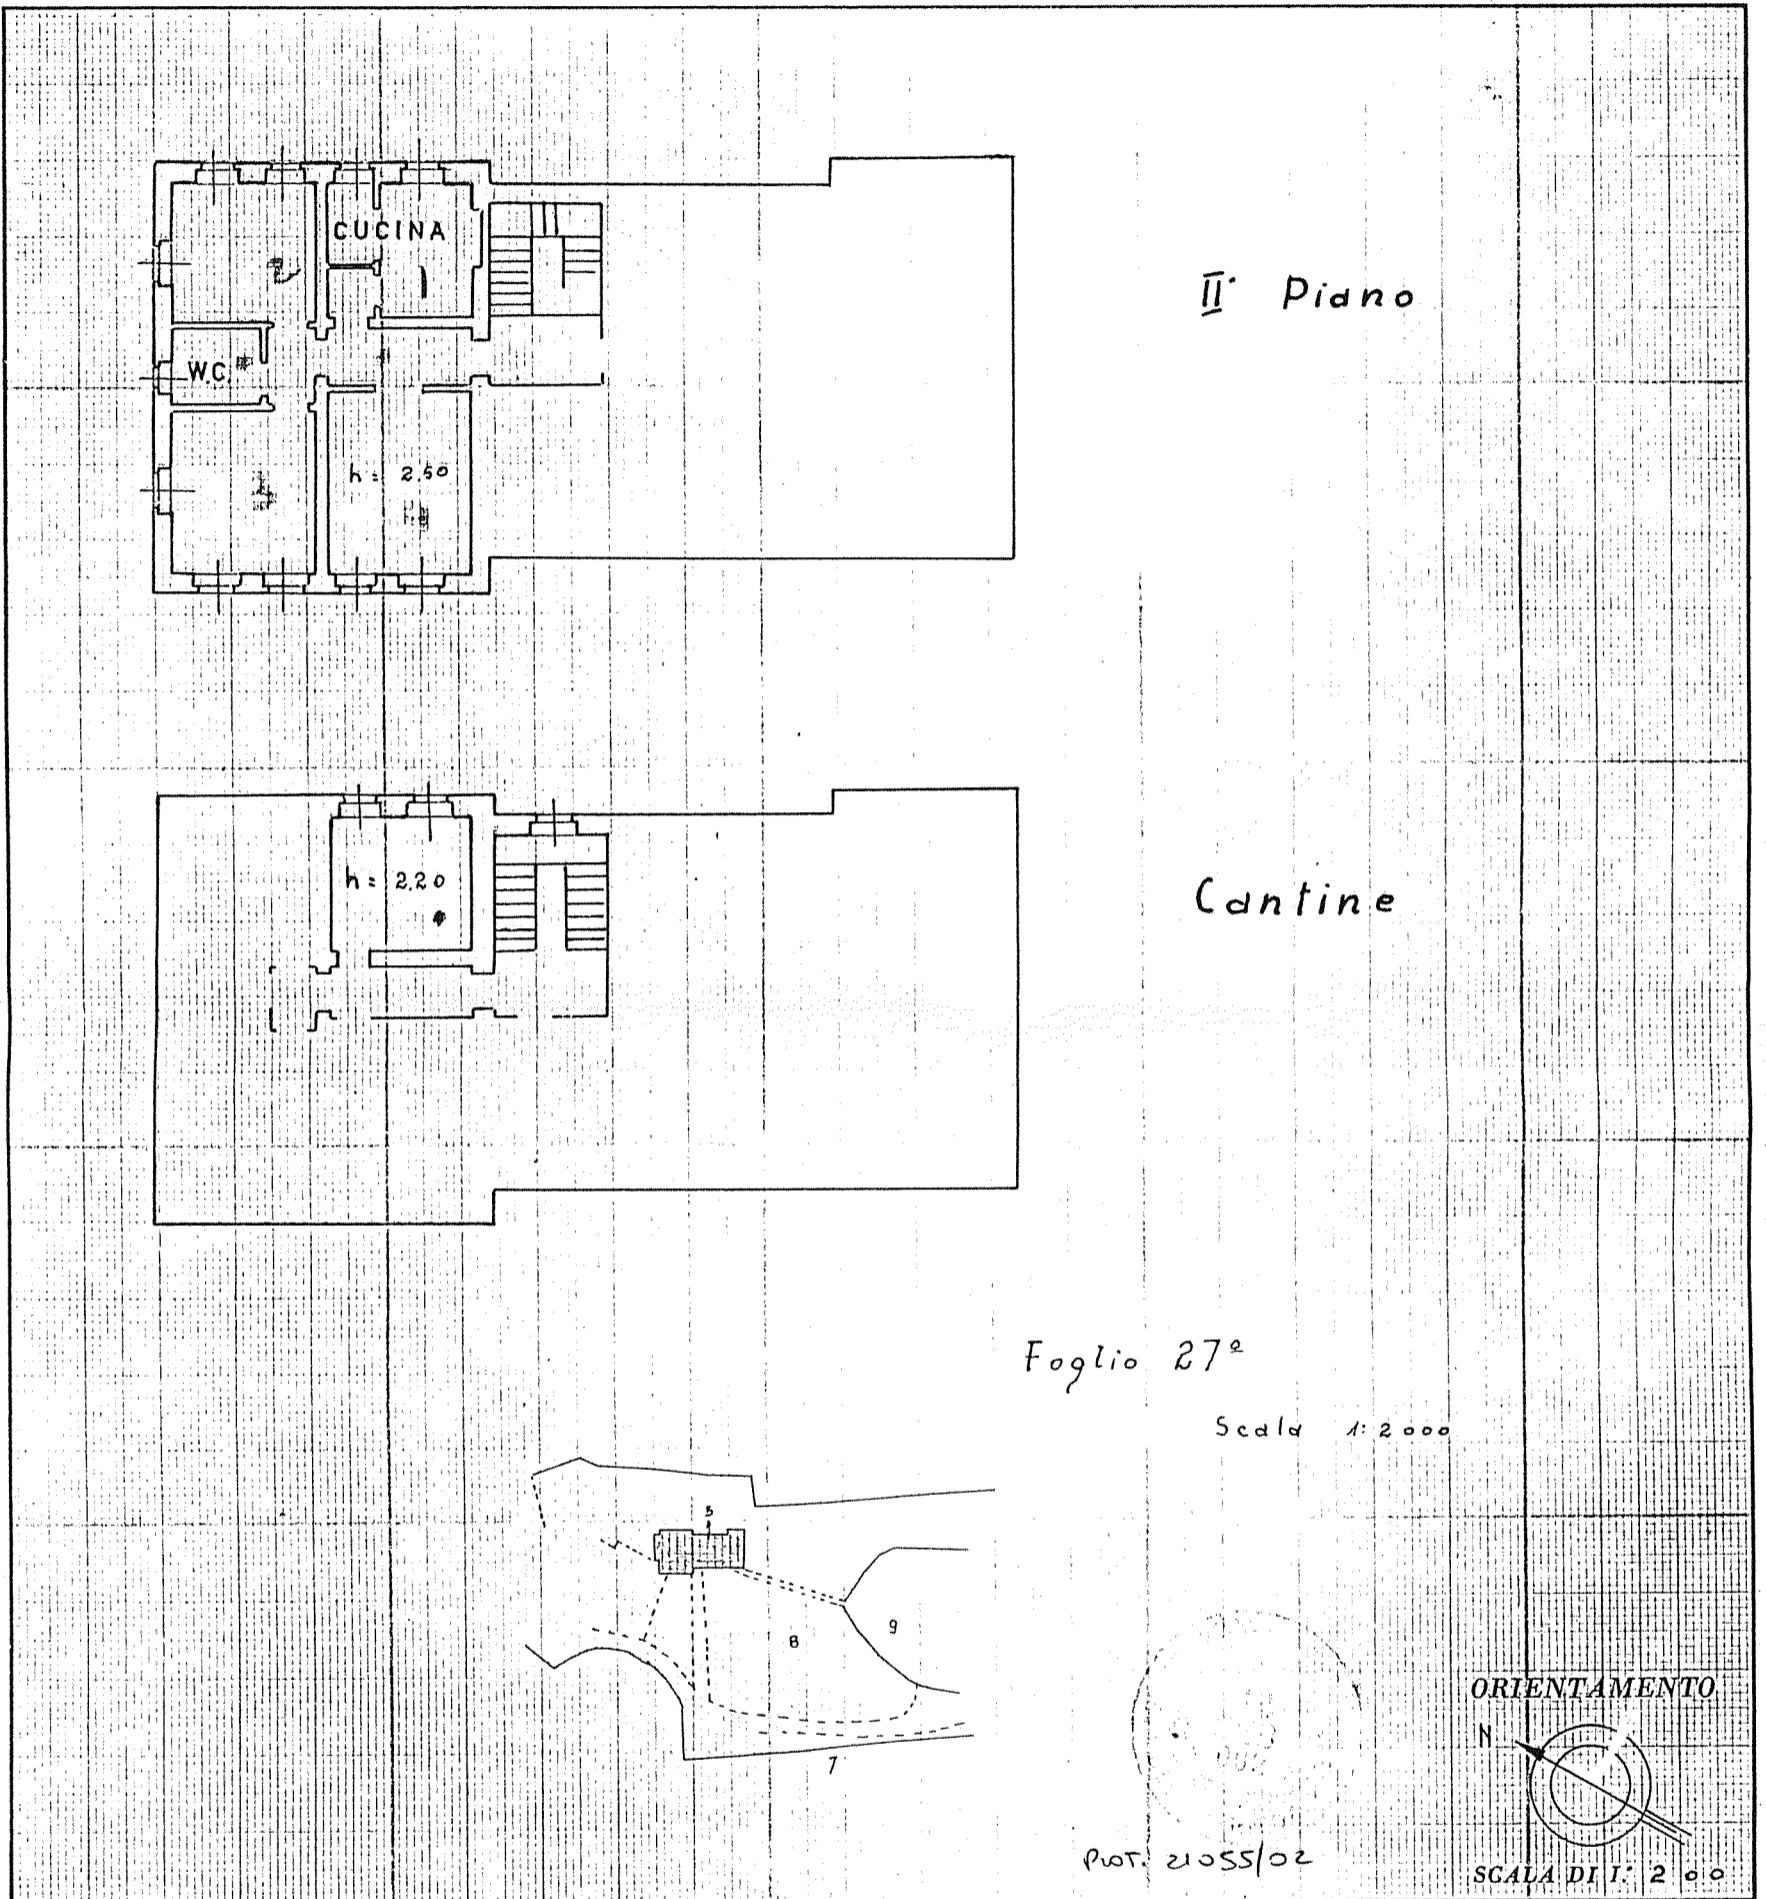 CUCINA
II° Piano
W.C.
h = 2.50
h = 2.20
Cantine
Foglio 27º
Scala 1:2000
5
8
9
7
ORIENTAMENTO
N
Prot. 21055/02
SCALA DI 1: 200